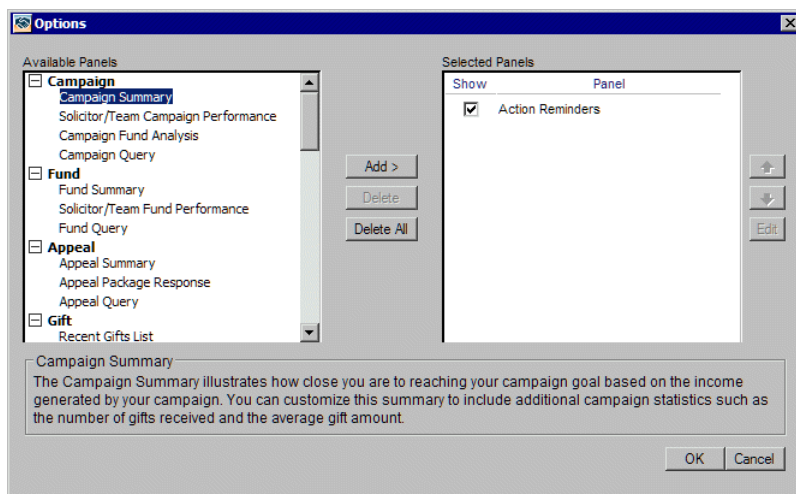 Options
Available Panels
Campaign
Campaign Summary
Solicitor/Team Campaign Performance
Campaign Fund Analysis
Campaign Query
Fund
Fund Summary
Solicitor/Team Fund Performance
Fund Query
Appeal
Appeal Summary
Appeal Package Response
Appeal Query
Gift
Recent Gifts List
Add >
Delete
Delete All
Selected Panels
Show Panel
Action Reminders
Edit
Campaign Summary
The Campaign Summary illustrates how close you are to reaching your campaign goal based on the income
generated by your campaign. You can customize this summary to include additional campaign statistics such as
the number of gifts received and the average gift amount.
OK Cancel